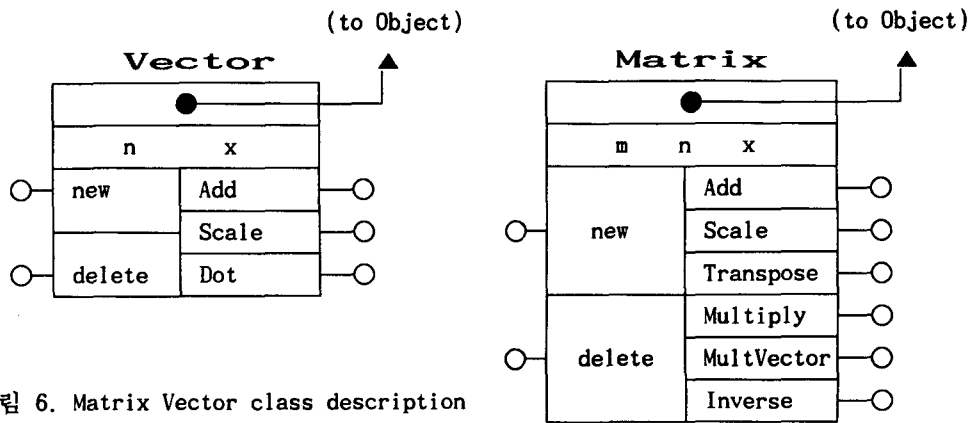 (to Object)
Vector
n x
new
delete
Add
Scale
Dot
(to Object)
Matrix
m n x
new
delete
Add
Scale
Transpose
Multiply
MultVector
Inverse
림 6. Matrix Vector class description